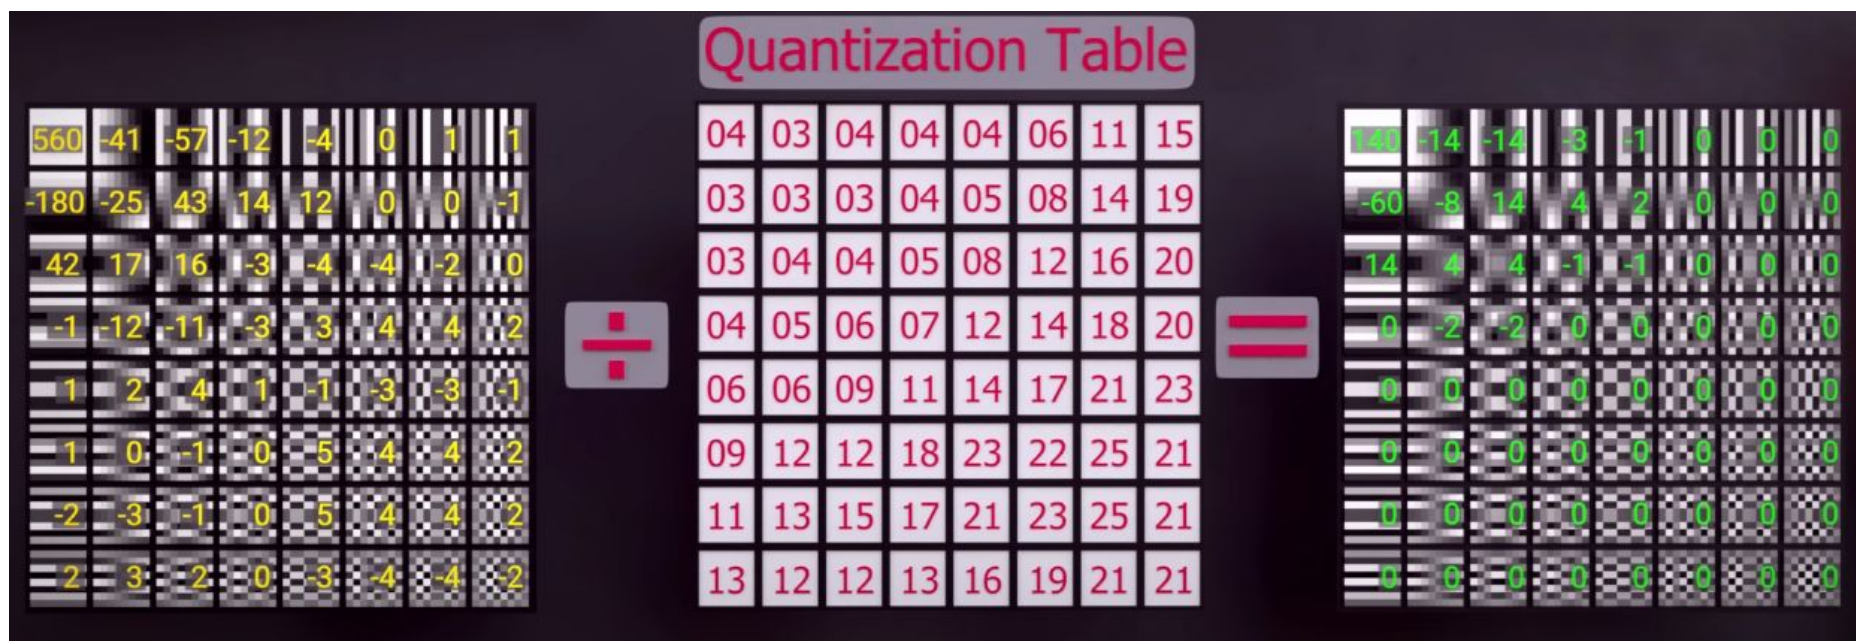 Quantization Table
560 -41 -57 -12 -4 0 1 1 04 03 04 04 04 06 11 15 140 -14 -14 -3 -1 0 0 0
-180 -25 43 14 12 0 0 -1 03 03 03 04 05 08 14 19 -60 -8 14 4 2 0 0 0
42 17 16 -3 -4 -4 -2 0 03 04 04 05 08 12 16 20 14 4 4 -1 -1 0 0 0
-1 -12 -11 -3 3 4 4 2 ÷ 04 05 06 07 12 14 18 20 = 0 -2 -2 0 0 0 0 0
1 2 4 1 -1 -3 -3 -1 06 06 09 11 14 17 21 23 0 0 0 0 0 0 0 0
1 0 -1 0 5 4 4 2 09 12 12 18 23 22 25 21 0 0 0 0 0 0 0 0
-2 -3 -1 0 5 4 4 2 11 13 15 17 21 23 25 21 0 0 0 0 0 0 0 0
2 3 2 0 -3 -4 -4 -2 13 12 12 13 16 19 21 21 0 0 0 0 0 0 0 0